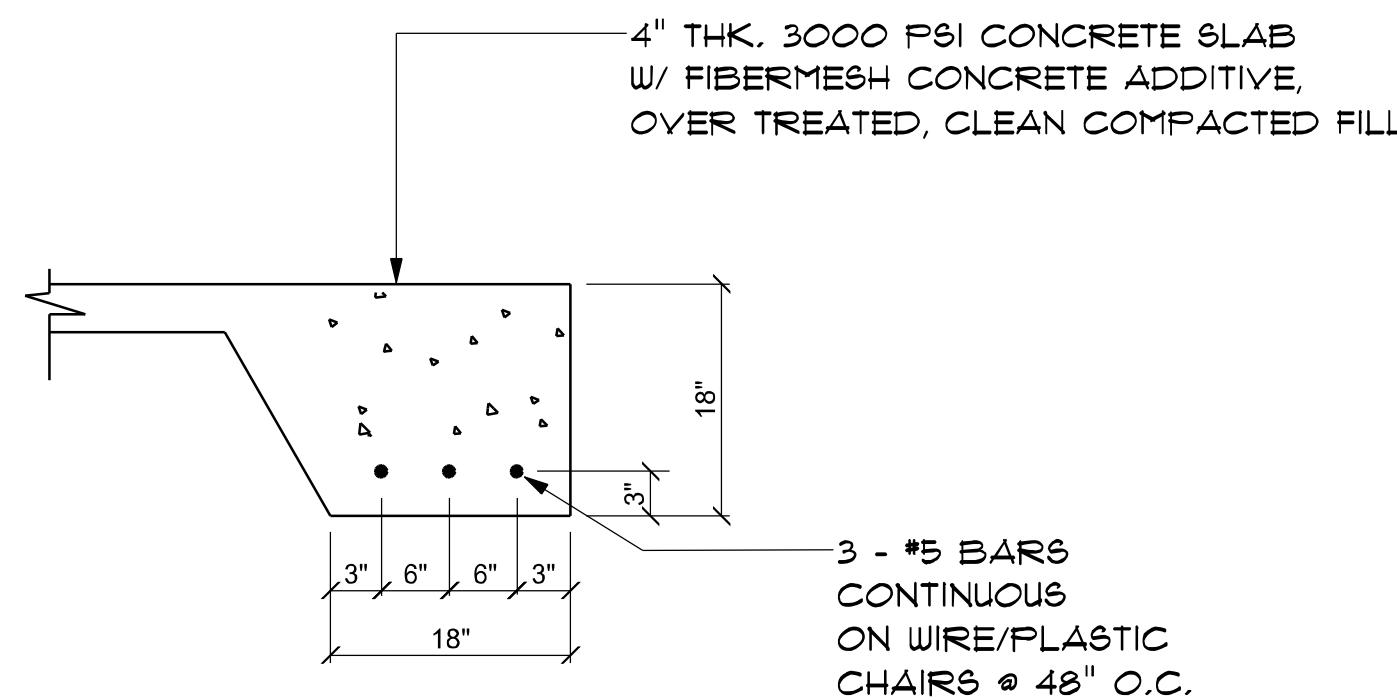 4" THK. 3000 PSI CONCRETE SLAB
W/ FIBERMESH CONCRETE ADDITIVE,
OVER TREATED, CLEAN COMPACTED FILL
18"
3"
3 - #5 BARS
CONTINUOUS
ON WIRE/PLASTIC
CHAIRS @ 48" O.C.
3" 6" 6" 3"
18"